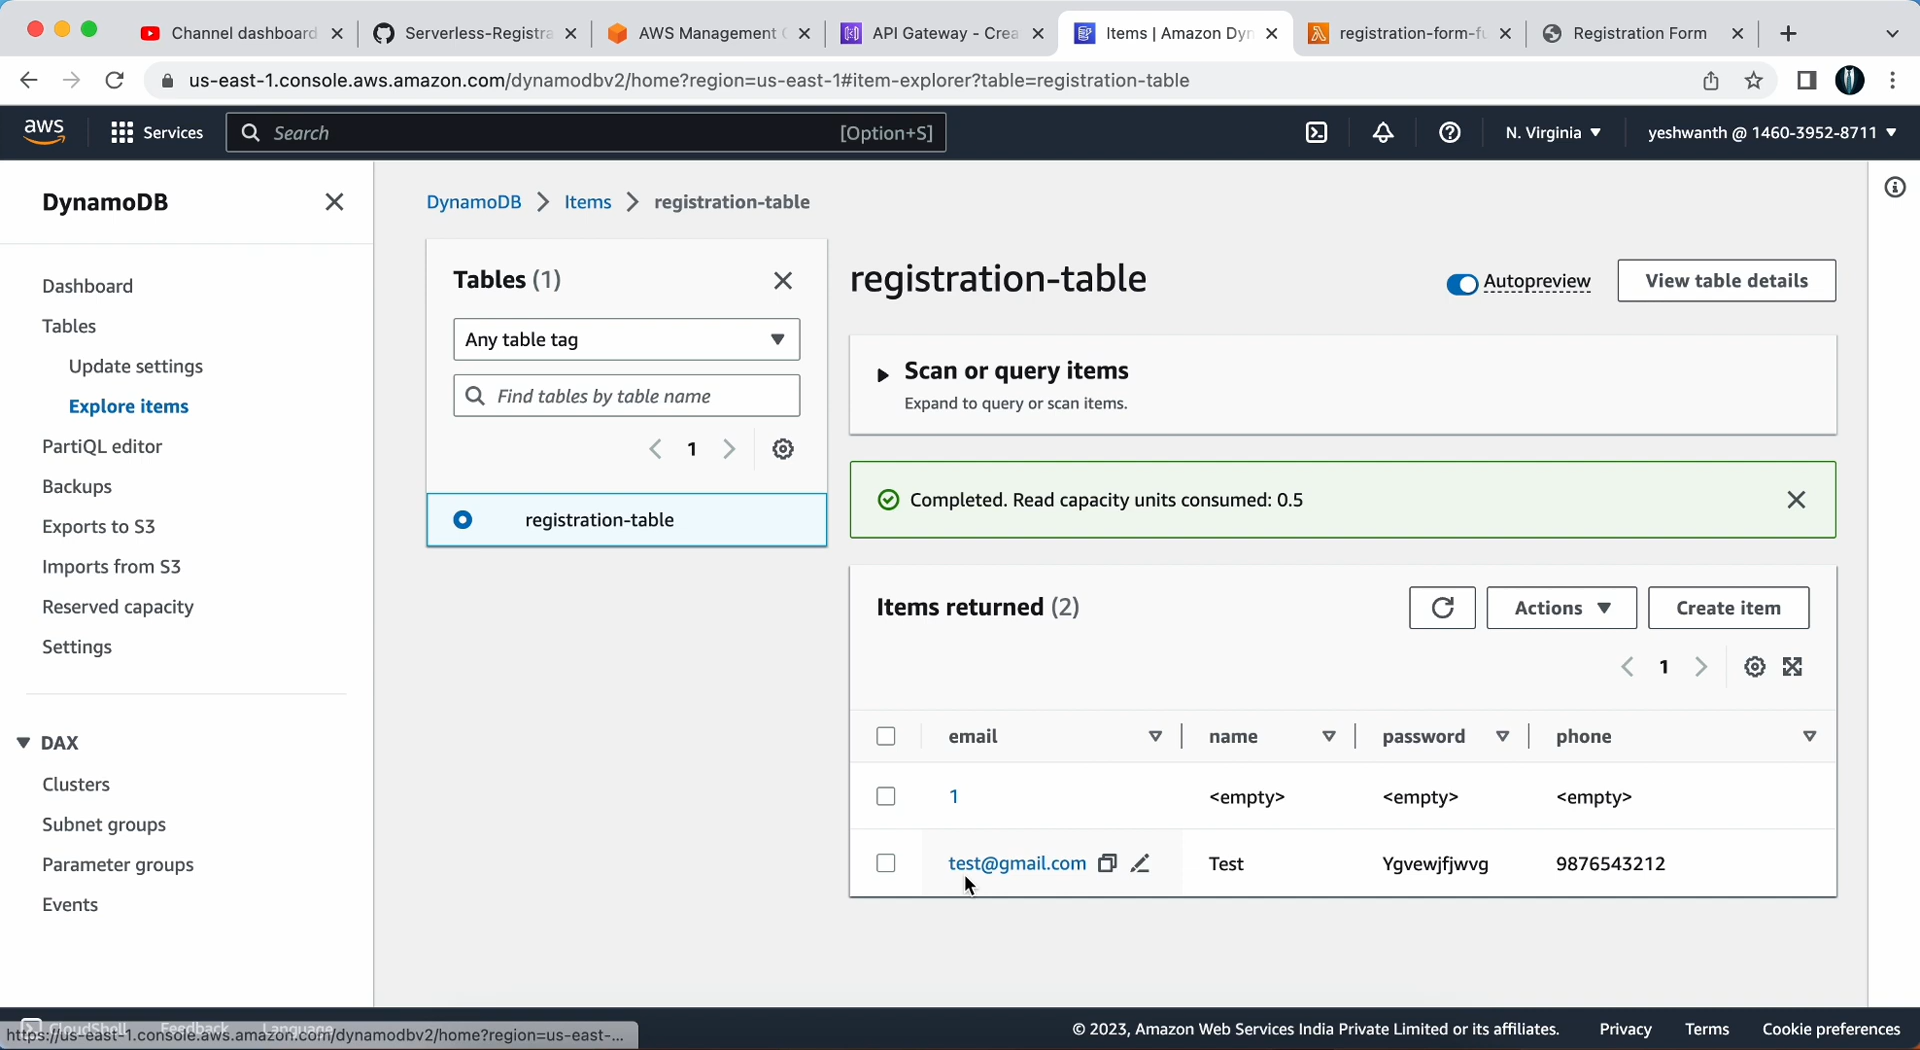 Channel dashboard
Serverless-Registra
AWS Management C
API Gateway - Crea
Items | Amazon Dyn
registration-form-fu
Registration Form
us-east-1.console.aws.amazon.com/dynamodbv2/home?region=us-east-1#item-explorer?table=registration-table
aws
Services
Search
[Option+S]
N. Virginia
yeshwanth @ 1460-3952-8711
DynamoDB
Dashboard
Tables
Update settings
Explore items
PartiQL editor
Backups
Exports to S3
Imports from S3
Reserved capacity
Settings
DAX
Clusters
Subnet groups
Parameter groups
Events
DynamoDB
Items
registration-table
Tables (1)
Any table tag
Find tables by table name
1
registration-table
registration-table
Autopreview
View table details
Scan or query items
Expand to query or scan items.
Completed. Read capacity units consumed: 0.5
Items returned (2)
Actions
Create item
1
email name password phone
1 <empty> <empty> <empty>
test@gmail.com Test Ygvewjfjwvg 9876543212
CloudShell Feedback Language
https://us-east-1.console.aws.amazon.com/dynamodbv2/home?region=us-east-...
© 2023, Amazon Web Services India Private Limited or its affiliates.
Privacy
Terms
Cookie preferences